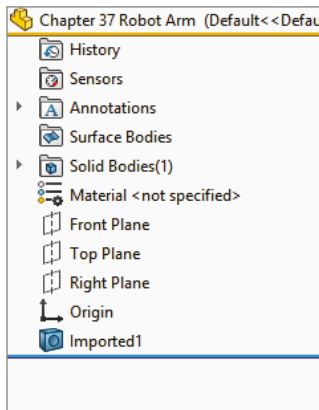 Chapter 37 Robot Arm (Default<<Defau
History
Sensors
Annotations
Surface Bodies
Solid Bodies(1)
Material <not specified>
Front Plane
Top Plane
Right Plane
Origin
Imported1